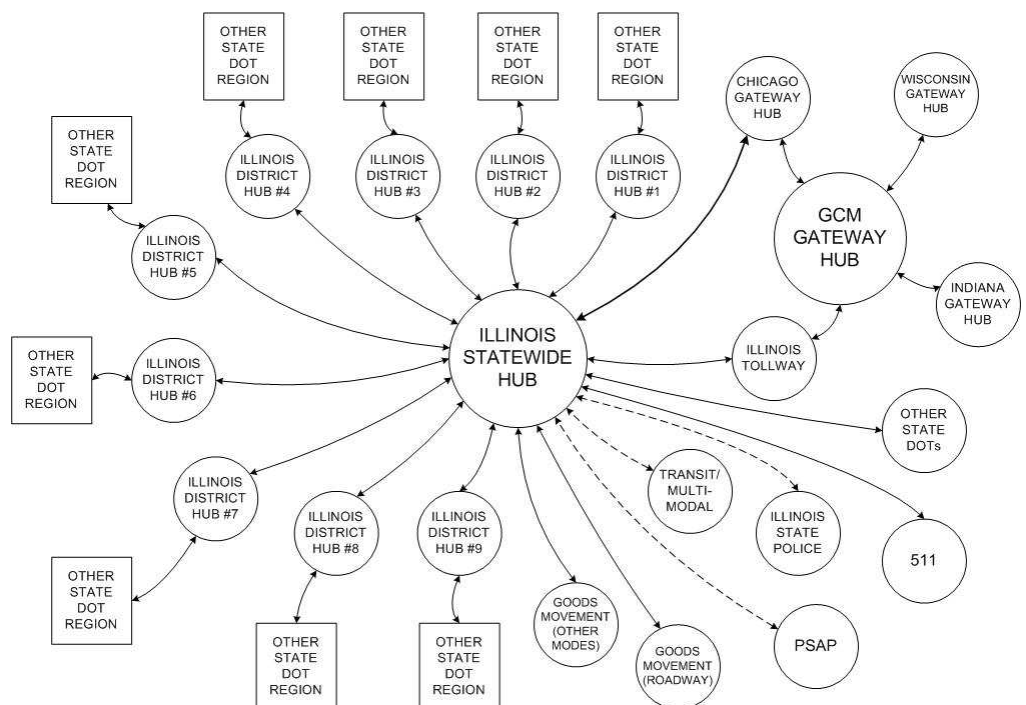 OTHER
STATE
DOT
REGION
OTHER
STATE
DOT
REGION
OTHER
STATE
DOT
REGION
OTHER
STATE
DOT
REGION
CHICAGO
GATEWAY
HUB
WISCONSIN
GATEWAY
HUB
OTHER
STATE
DOT
REGION
ILLINOIS
DISTRICT
HUB #4
ILLINOIS
DISTRICT
HUB #3
ILLINOIS
DISTRICT
HUB #2
ILLINOIS
DISTRICT
HUB #1
GCM
GATEWAY
HUB
ILLINOIS
DISTRICT
HUB #5
INDIANA
GATEWAY
HUB
ILLINOIS
STATEWIDE
HUB
ILLINOIS
TOLLWAY
OTHER
STATE
DOT
REGION
ILLINOIS
DISTRICT
HUB #6
OTHER
STATE
DOTs
ILLINOIS
DISTRICT
HUB #7
ILLINOIS
DISTRICT
HUB #8
ILLINOIS
DISTRICT
HUB #9
TRANSIT/
MULTI-
MODAL
ILLINOIS
STATE
POLICE
511
OTHER
STATE
DOT
REGION
OTHER
STATE
DOT
REGION
OTHER
STATE
DOT
REGION
GOODS
MOVEMENT
(OTHER
MODES)
GOODS
MOVEMENT
(ROADWAY)
PSAP